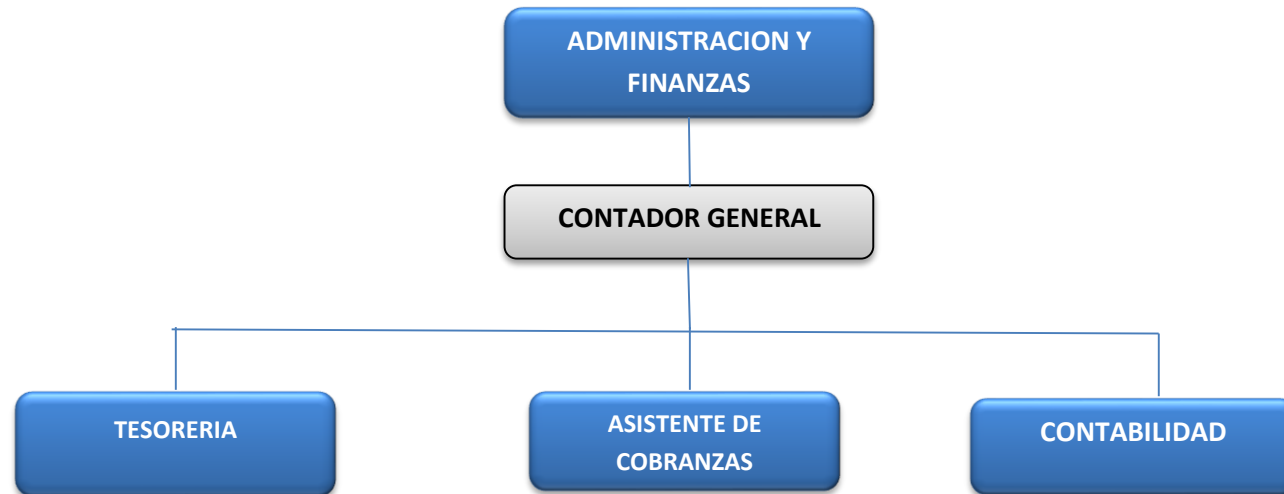 ADMINISTRACION Y
FINANZAS
CONTADOR GENERAL
TESORERIA
ASISTENTE DE
COBRANZAS
CONTABILIDAD